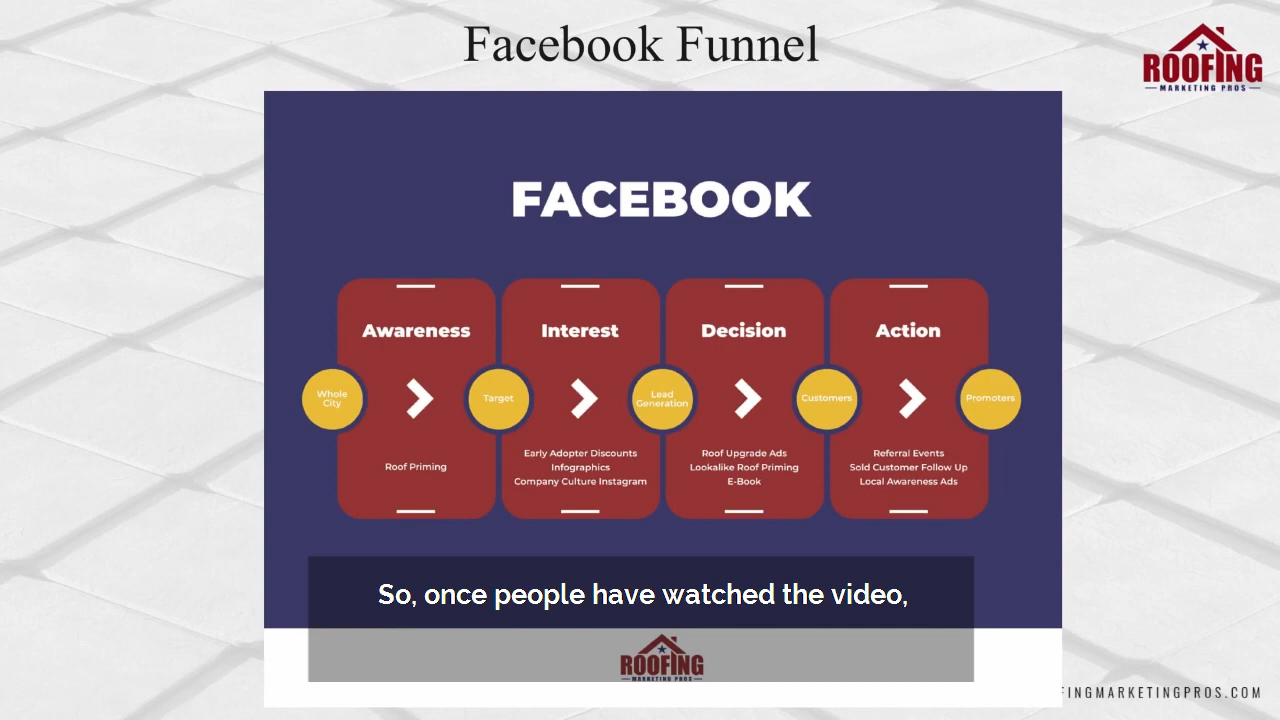 Facebook Funnel
ROOFING
MARKETING PROS
FACEBOOK
Awareness
Interest
Decision
Action
Whole
City
Target
Lead
Generation
Customers
Promoters
Roof Priming
Early Adopter Discounts
Infographics
Company Culture Instagram
Roof Upgrade Ads
Lookalike Roof Priming
E-Book
Referral Events
Sold Customer Follow Up
Local Awareness Ads
So, once people have watched the video,
ROOFING
MARKETING PROS
FINGMARKETINGPROS.COM